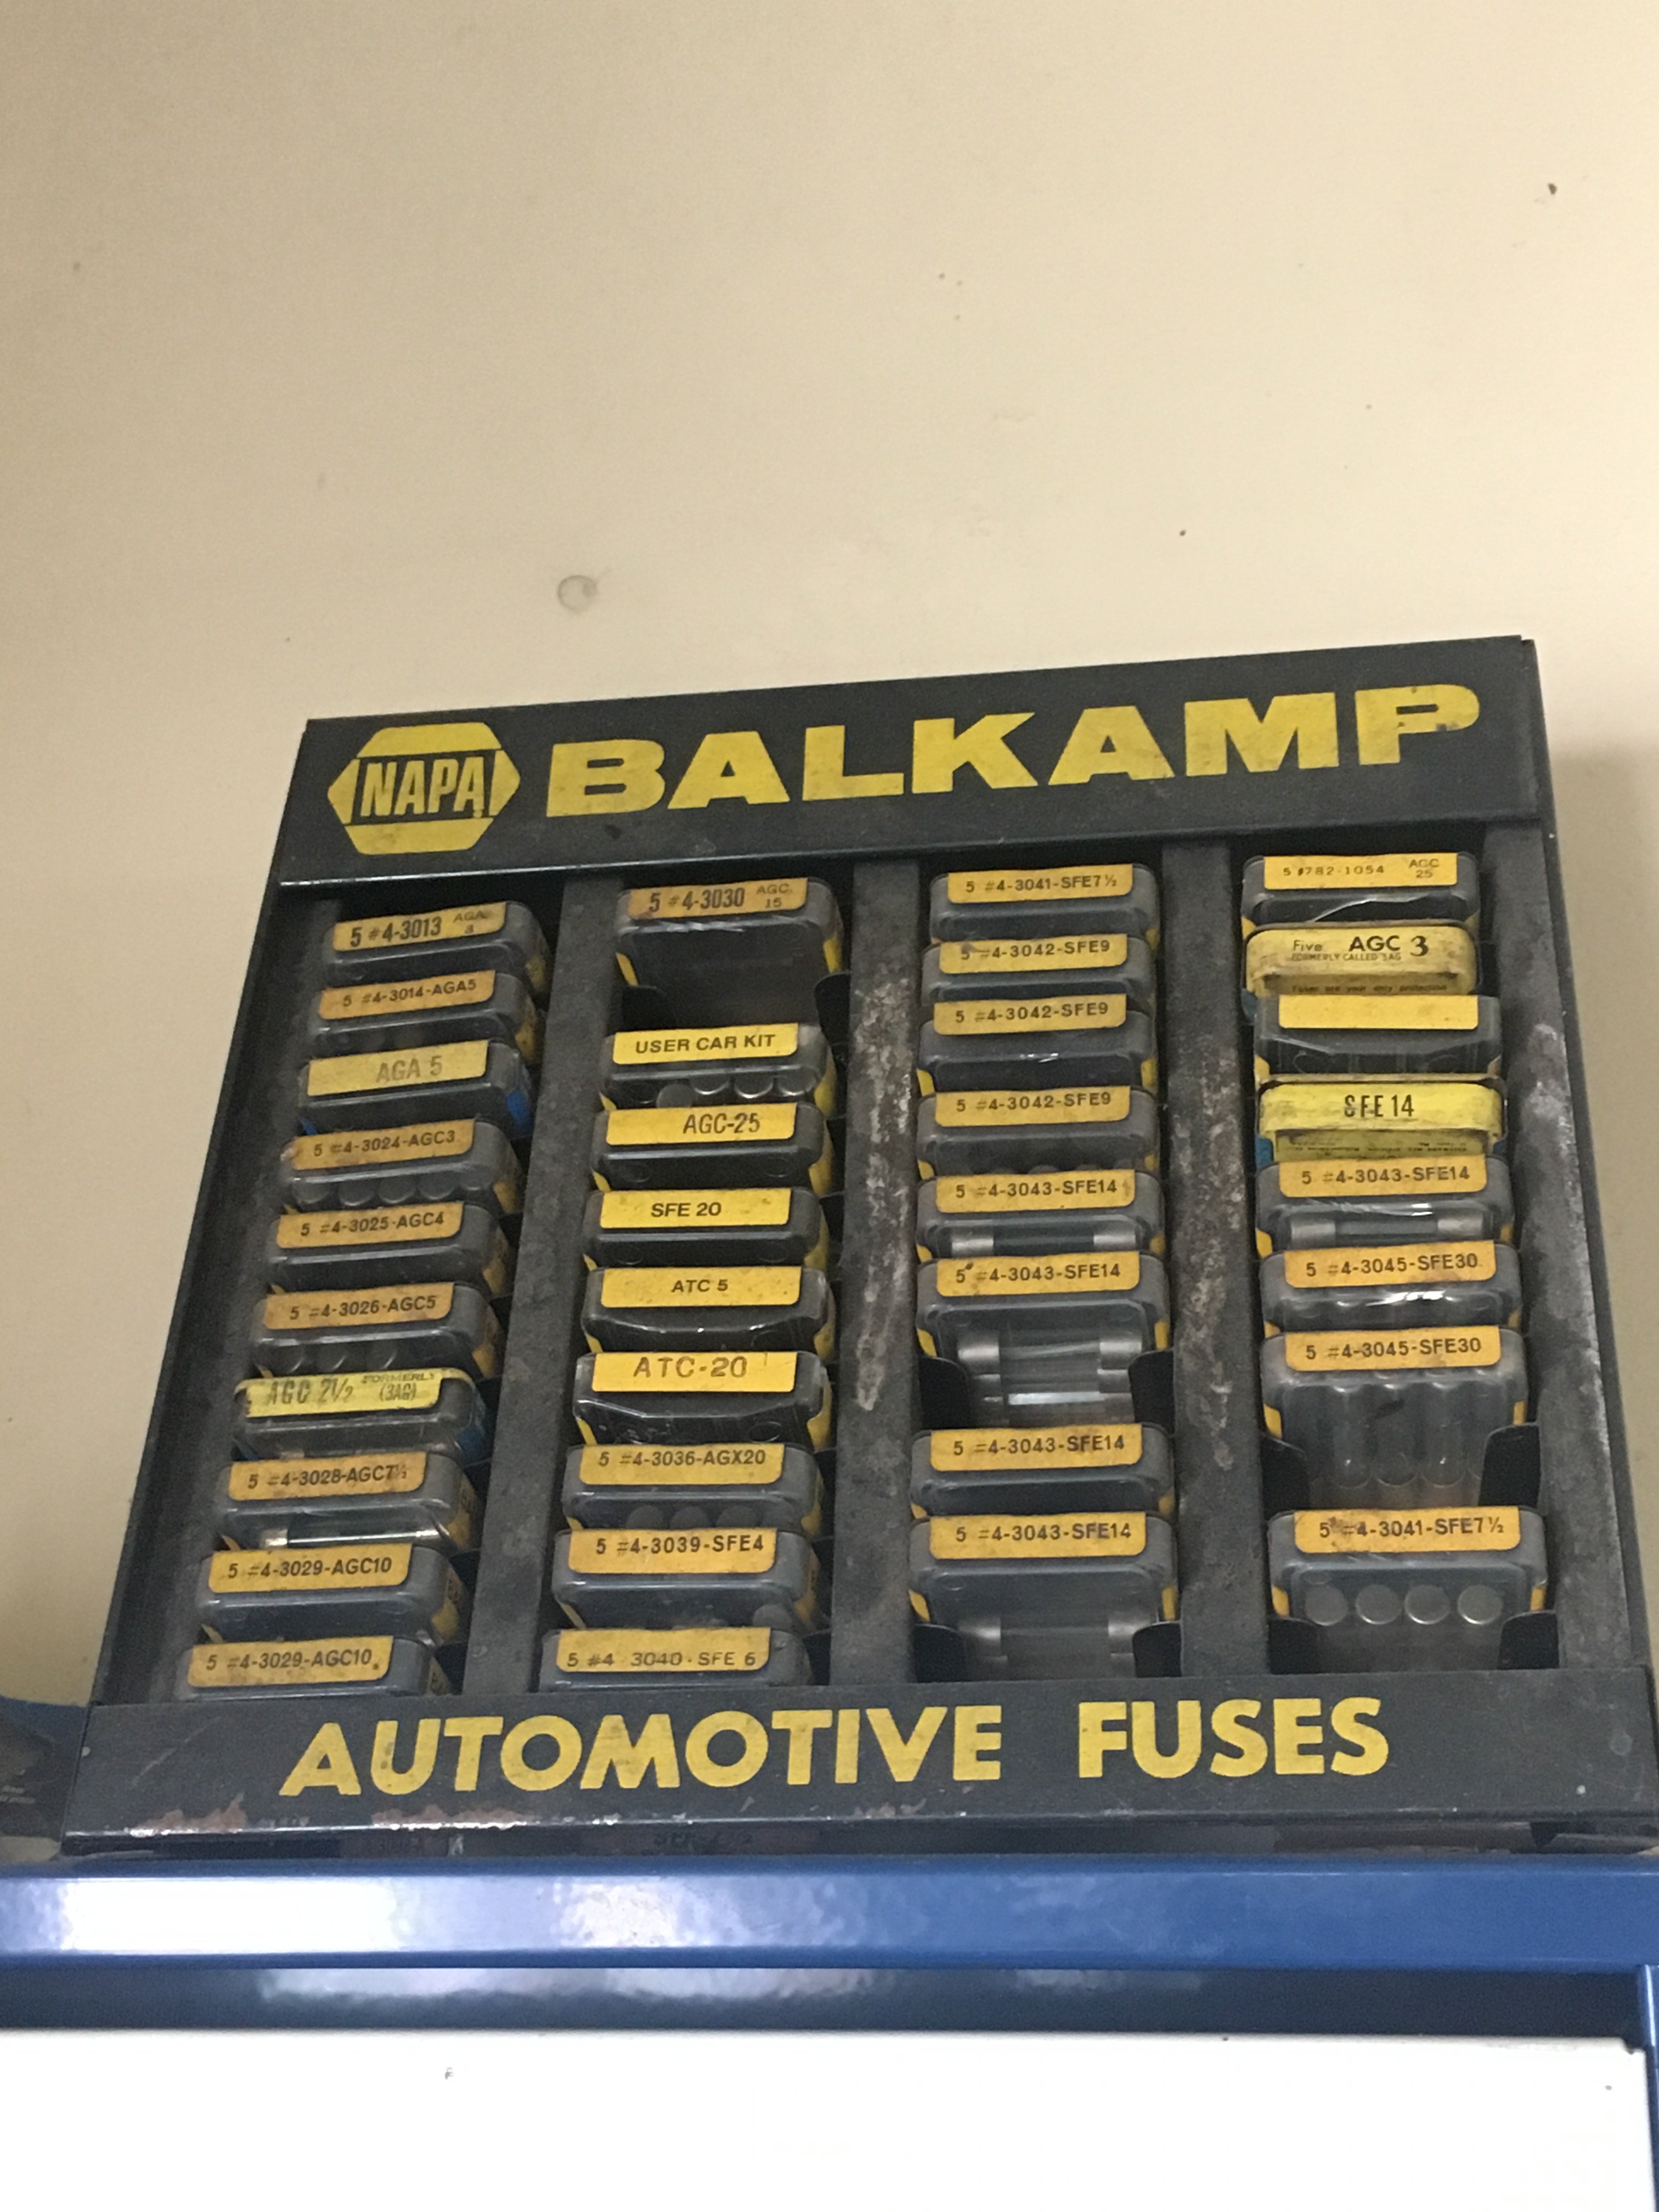 NAPA BALKAMP
5 #4-3013 AGA
5 #4-3014-AGA5
AGA 5
5 #4-3024-AGC3
5 #4-3025-AGC4
5 #4-3026-AGC5
AGC 2½ FORMERLY (3AG)
5 #4-3028-AGC7½
5 #4-3029-AGC10
5 #4-3029-AGC10
5 #4-3030 AGC 15
USER CAR KIT
AGC-25
SFE 20
ATC 5
ATC-20
5 #4-3036-AGX20
5 #4-3039-SFE4
5 #4 3040-SFE 6
5 #4-3041-SFE7½
5 #4-3042-SFE9
5 #4-3042-SFE9
5 #4-3042-SFE9
5 #4-3043-SFE14
5 #4-3043-SFE14
5 #4-3043-SFE14
5 #4-3043-SFE14
5 #782-1054 AGC 25
Five AGC 3
FORMERLY CALLED 3AG
SFE 14
5 #4-3043-SFE14
5 #4-3045-SFE30
5 #4-3045-SFE30
5 #4-3041-SFE7½
AUTOMOTIVE FUSES